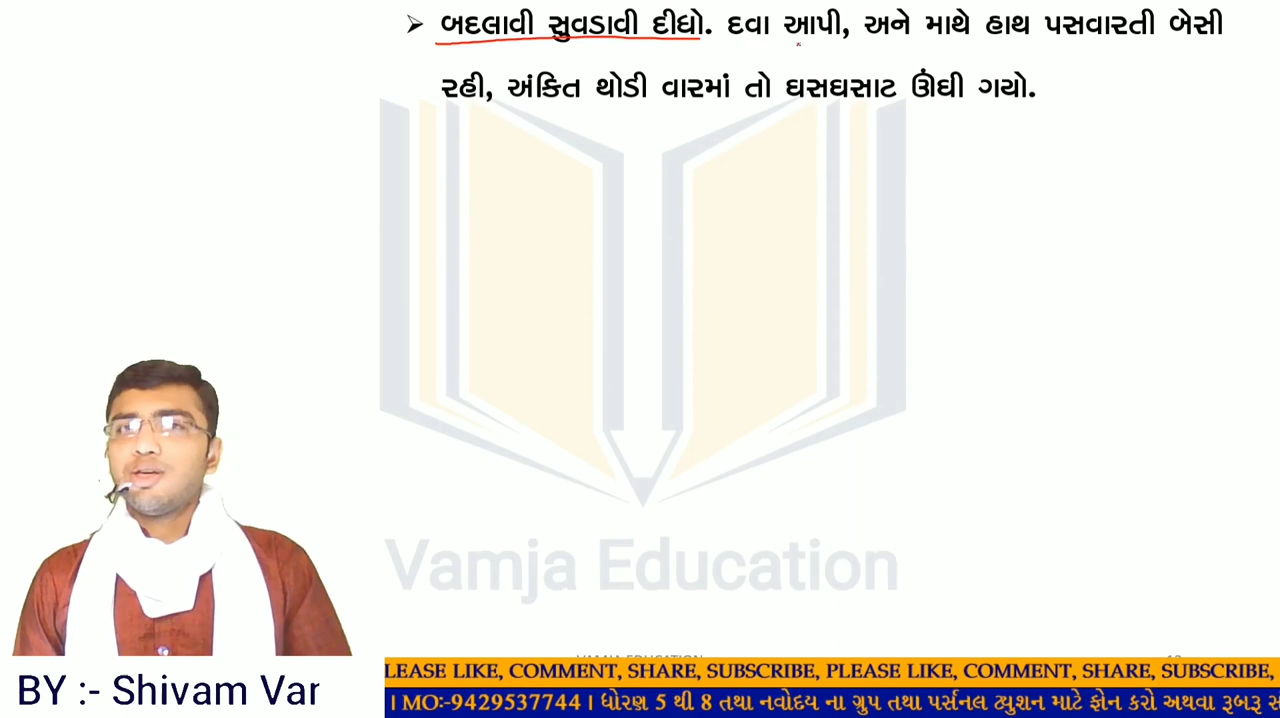 ➢ બદલાવી સુવડાવી દીધો. દવા આપી, અને માથે હાથ પસવારતી બેસી
રહી, અંકિત થોડી વારમાં તો ઘસઘસાટ ઊંઘી ગયો.
Vamja Education
BY :- Shivam Var
LEASE LIKE, COMMENT, SHARE, SUBSCRIBE, PLEASE LIKE, COMMENT, SHARE, SUBSCRIBE,
| MO:-9429537744 | ધોરણ 5 થી 8 તથા નવોદય ના ગ્રુપ તથા પર્સનલ ટ્યુશન માટે ફોન કરો અથવા રૂબરૂ